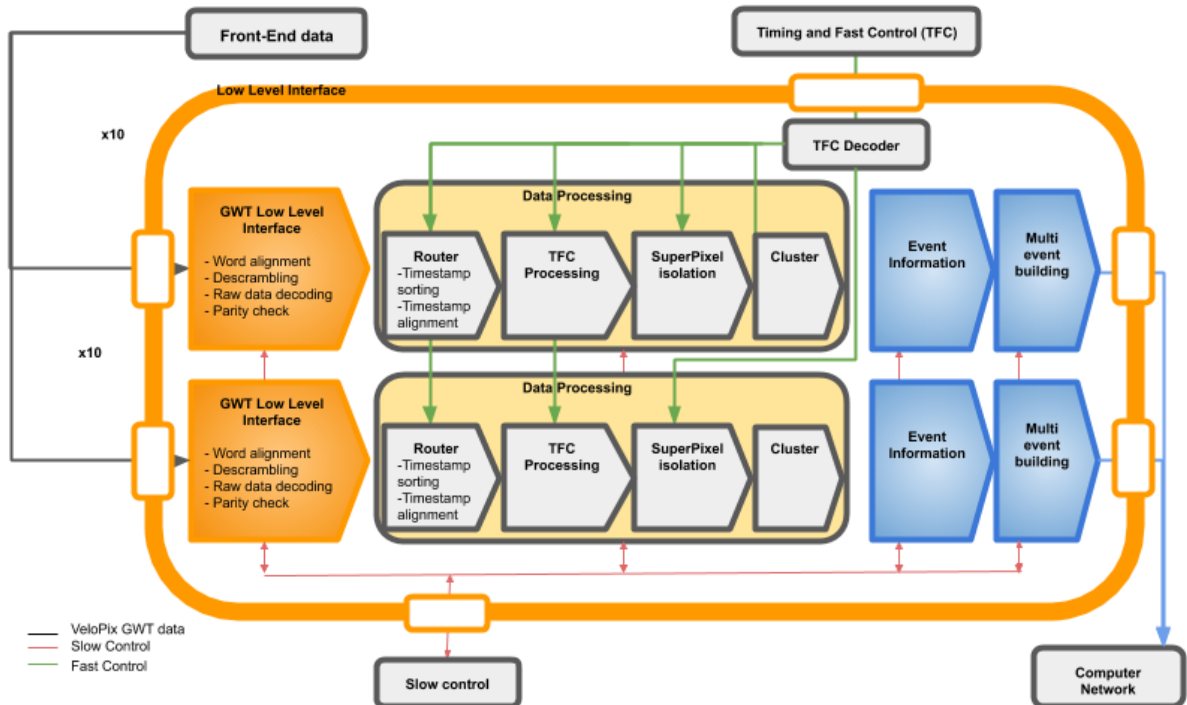 Front-End data
Timing and Fast Control (TFC)
Low Level Interface
x10
TFC Decoder
Data Processing
GWT Low Level
Interface
- Word alignment
- Descrambling
- Raw data decoding
- Parity check
Router
-Timestamp
sorting
-Timestamp
alignment
TFC
Processing
SuperPixel
isolation
Cluster
Event
Information
Multi
event
building
x10
Data Processing
GWT Low Level
Interface
- Word alignment
- Descrambling
- Raw data decoding
- Parity check
Router
-Timestamp
sorting
-Timestamp
alignment
TFC
Processing
SuperPixel
isolation
Cluster
Event
Information
Multi
event
building
VeloPix GWT data
Slow Control
Fast Control
Slow control
Computer
Network